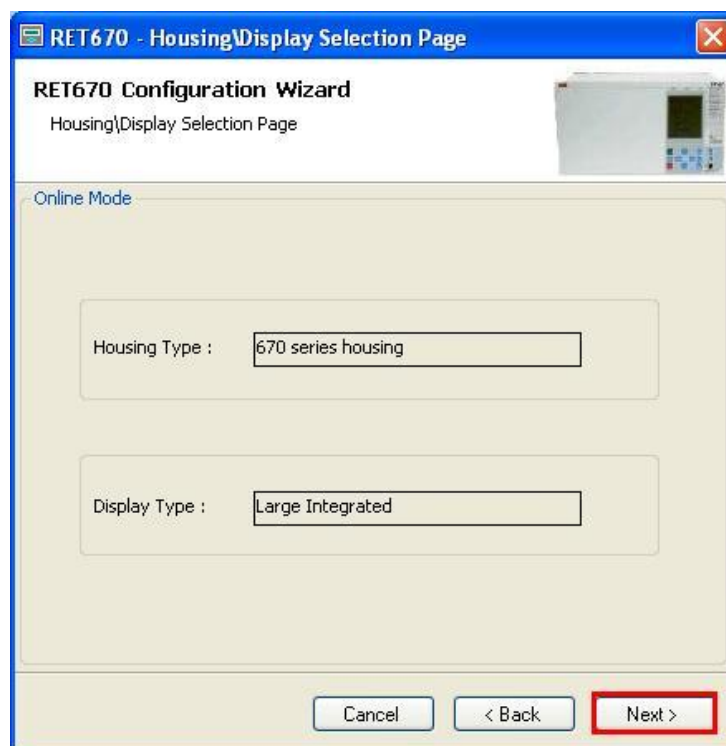 RET670 - Housing\Display Selection Page
RET670 Configuration Wizard
Housing\Display Selection Page
Online Mode
Housing Type : 670 series housing
Display Type : Large Integrated
Cancel < Back Next >